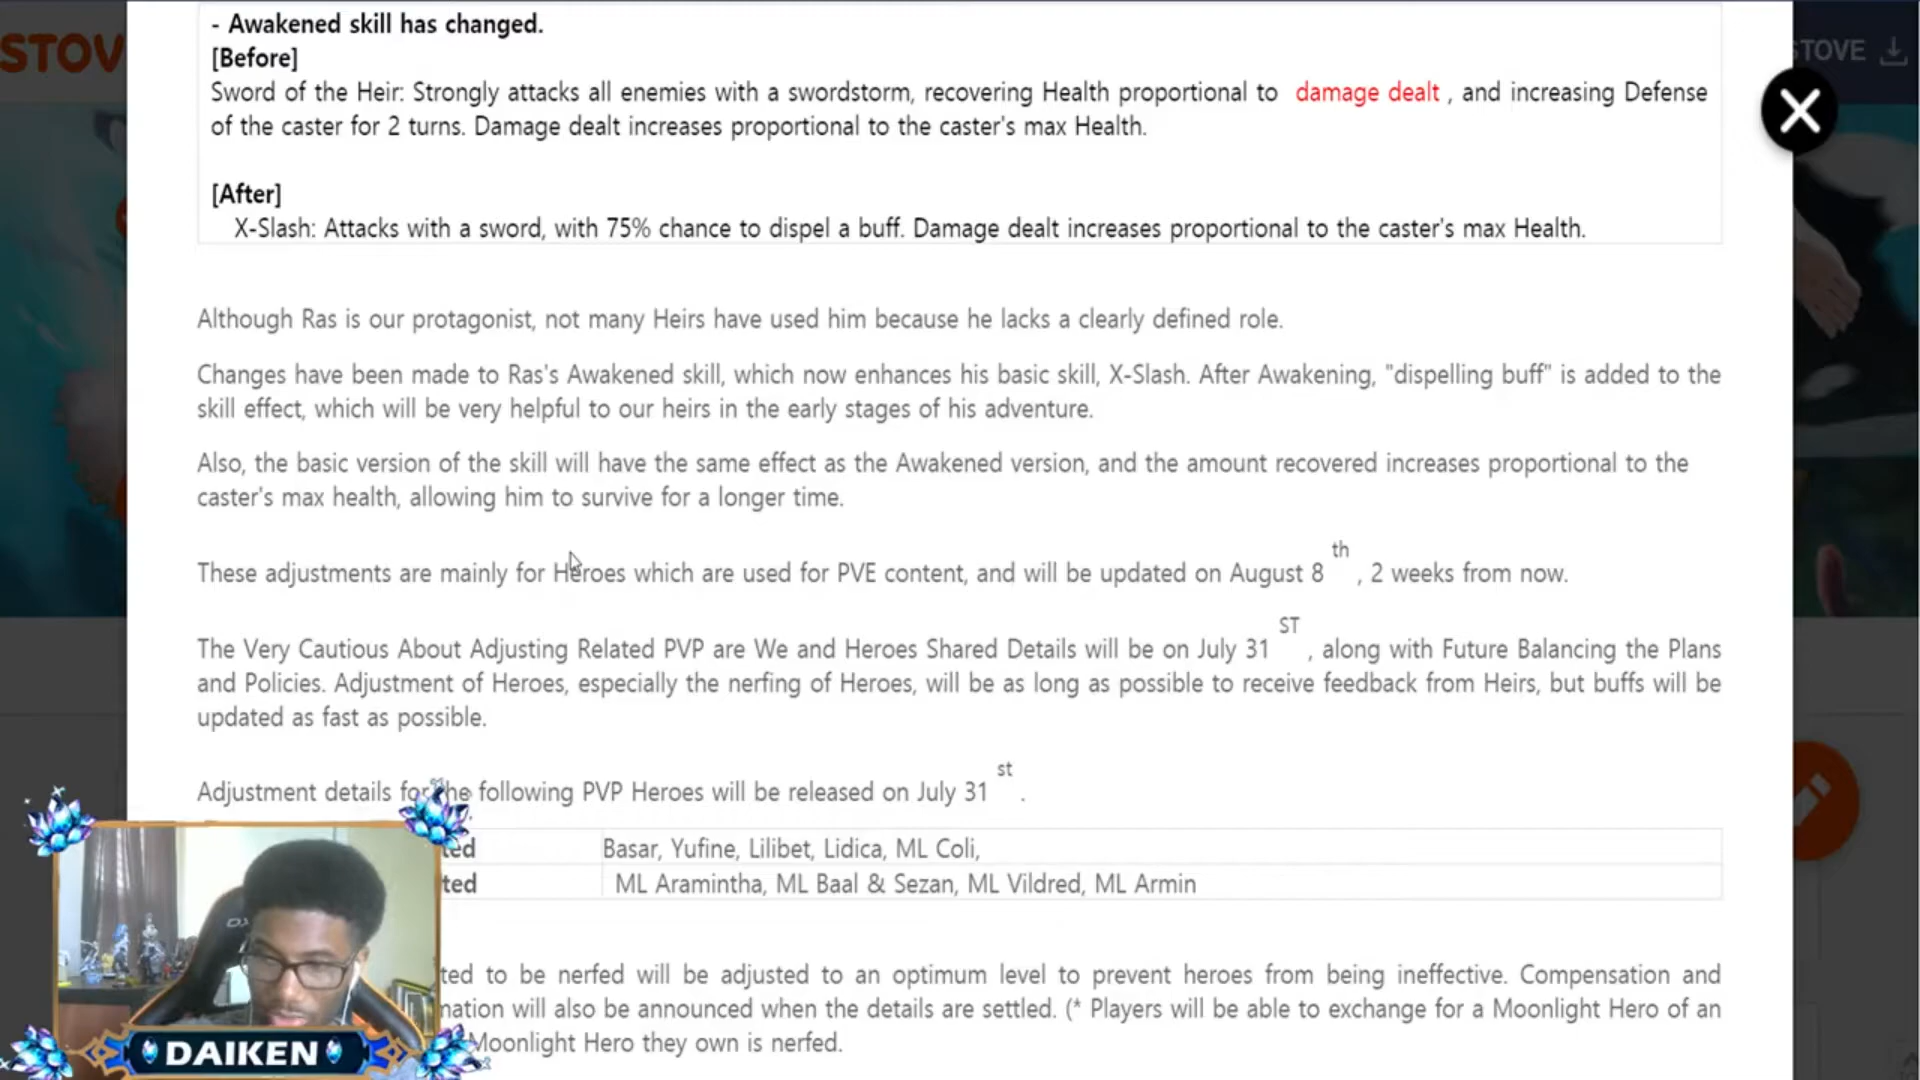 - Awakened skill has changed.
[Before]
Sword of the Heir: Strongly attacks all enemies with a swordstorm, recovering Health proportional to damage dealt , and increasing Defense
of the caster for 2 turns. Damage dealt increases proportional to the caster's max Health.
[After]
X-Slash: Attacks with a sword, with 75% chance to dispel a buff. Damage dealt increases proportional to the caster's max Health.
STOV
STOVE
Although Ras is our protagonist, not many Heirs have used him because he lacks a clearly defined role.
Changes have been made to Ras's Awakened skill, which now enhances his basic skill, X-Slash. After Awakening, "dispelling buff" is added to the
skill effect, which will be very helpful to our heirs in the early stages of his adventure.
Also, the basic version of the skill will have the same effect as the Awakened version, and the amount recovered increases proportional to the
caster's max health, allowing him to survive for a longer time.
These adjustments are mainly for Heroes which are used for PVE content, and will be updated on August 8 th , 2 weeks from now.
The Very Cautious About Adjusting Related PVP are We and Heroes Shared Details will be on July 31 ST , along with Future Balancing the Plans
and Policies. Adjustment of Heroes, especially the nerfing of Heroes, will be as long as possible to receive feedback from Heirs, but buffs will be
updated as fast as possible.
Adjustment details for the following PVP Heroes will be released on July 31 st .
ted Basar, Yufine, Lilibet, Lidica, ML Coli,
ted ML Aramintha, ML Baal & Sezan, ML Vildred, ML Armin
ted to be nerfed will be adjusted to an optimum level to prevent heroes from being ineffective. Compensation and
nation will also be announced when the details are settled. (* Players will be able to exchange for a Moonlight Hero of an
Moonlight Hero they own is nerfed.
DAIKEN